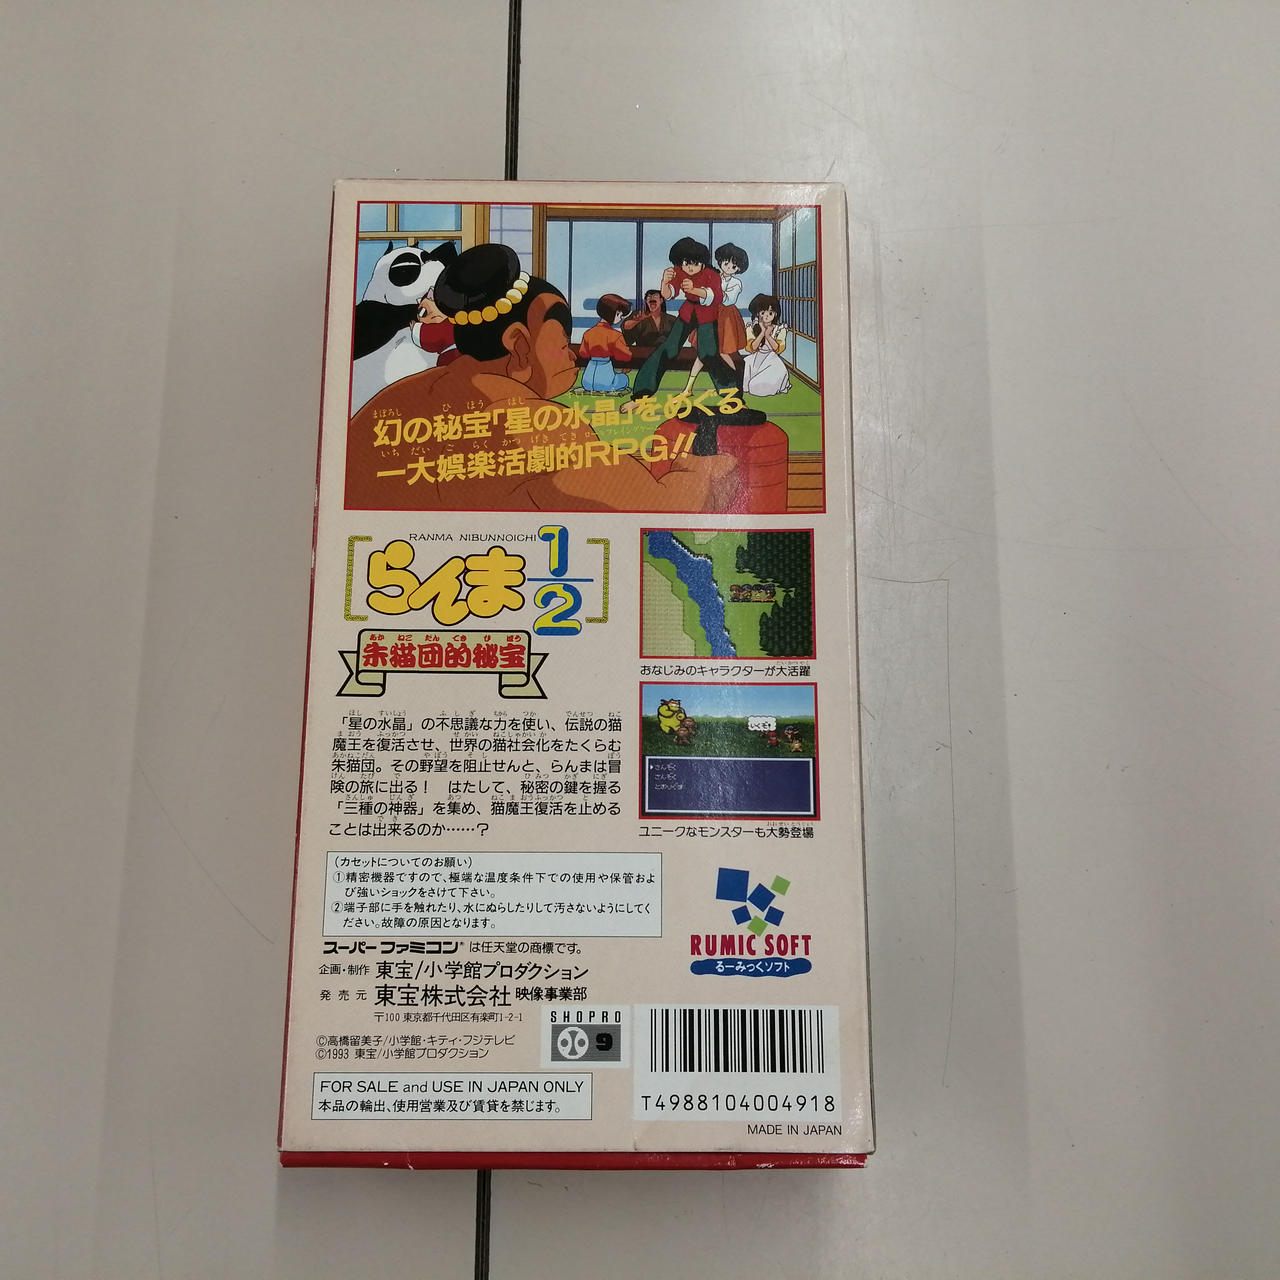 幻の秘宝「星の水晶」をめぐる
一大娯楽活劇的RPG!!
RANMA NIBUNNOICHI
らんま1/2
朱猫団的秘宝
おなじみのキャラクターが大活躍
いくぞ!
ユニークなモンスターも大勢登場
「星の水晶」の不思議な力を使い、伝説の猫
魔王を復活させ、世界の猫社会化をたくらむ
朱猫団。その野望を阻止せんと、らんまは冒
険の旅に出る! はたして、秘密の鍵を握る
「三種の神器」を集め、猫魔王復活を止める
ことは出来るのか……?
(カセットについてのお願い)
①精密機器ですので、極端な温度条件下での使用や保管およ
び強いショックをさけて下さい。
②端子部に手を触れたり、水にぬらしたりして汚さないようにしてく
ださい。故障の原因となります。
スーパーファミコン®は任天堂の商標です。
企画・制作 東宝/小学館プロダクション
発売元 東宝株式会社 映像事業部
〒100 東京都千代田区有楽町1-2-1
©高橋留美子/小学館・キティ・フジテレビ
©1993 東宝/小学館プロダクション
SHOPRO
9
RUMIC SOFT
るーみっくソフト
FOR SALE and USE IN JAPAN ONLY
本品の輸出、使用営業及び賃貸を禁じます。
T4988104004918
MADE IN JAPAN